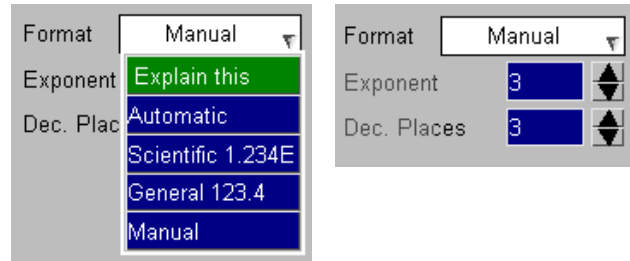 Format Manual
Exponent
Dec. Plac
Explain this
Automatic
Scientific 1.234E
General 123.4
Manual
Format Manual
Exponent 3
Dec. Places 3